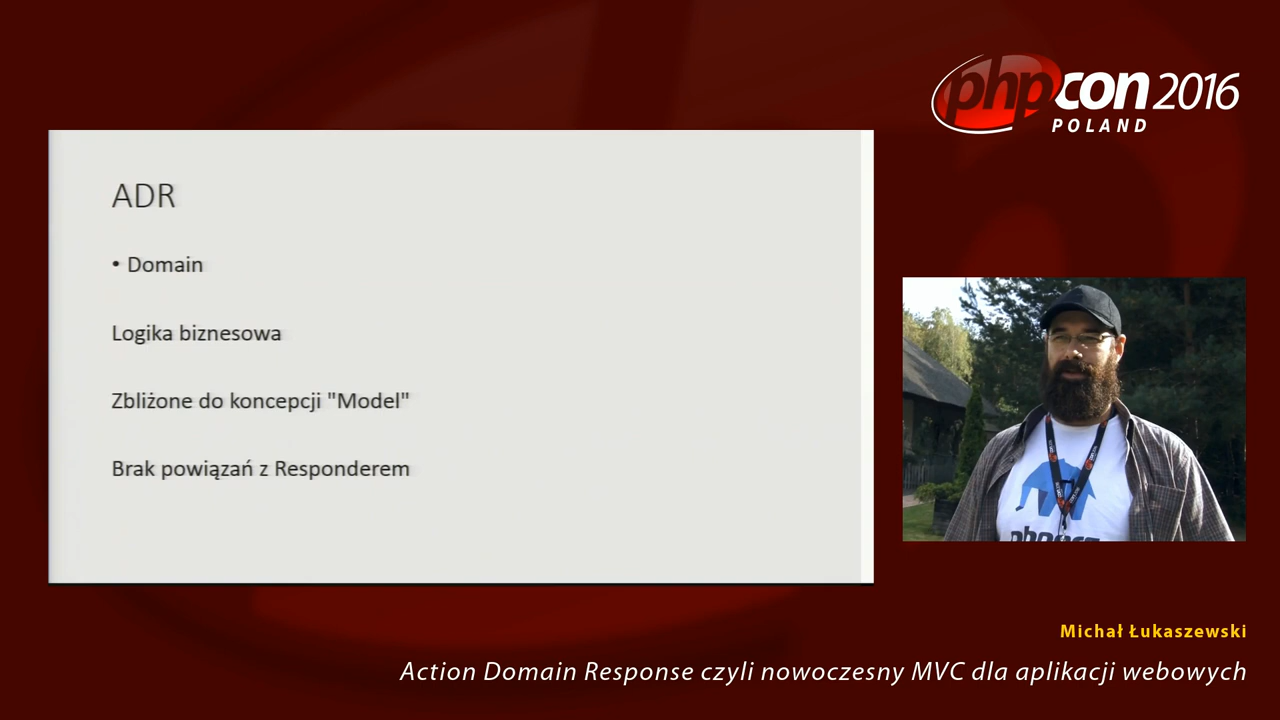 phpcon 2016
POLAND
ADR
• Domain
Logika biznesowa
Zbliżone do koncepcji "Model"
Brak powiązań z Responderem
Michał Łukaszewski
Action Domain Response czyli nowoczesny MVC dla aplikacji webowych